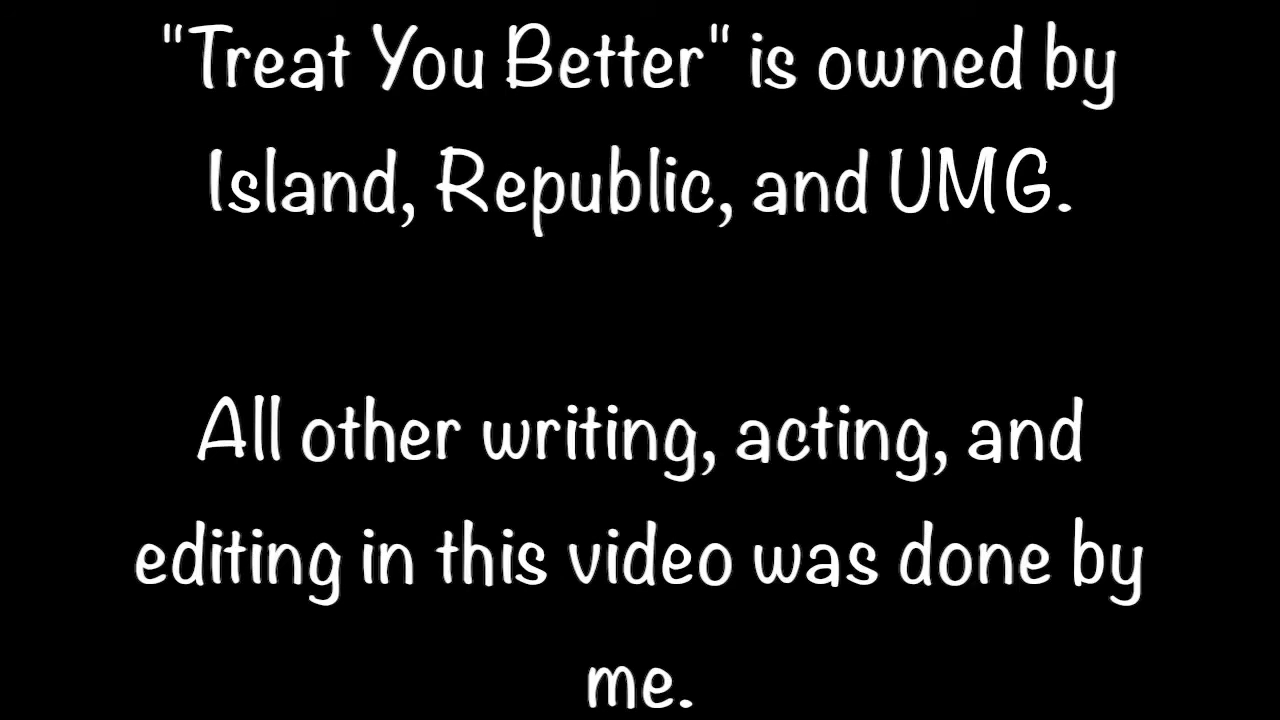 "Treat You Better" is owned by
Island, Republic, and UMG.
All other writing, acting, and
editing in this video was done by
me.